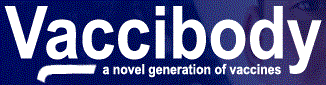 Vaccibody
a novel generation of vaccines